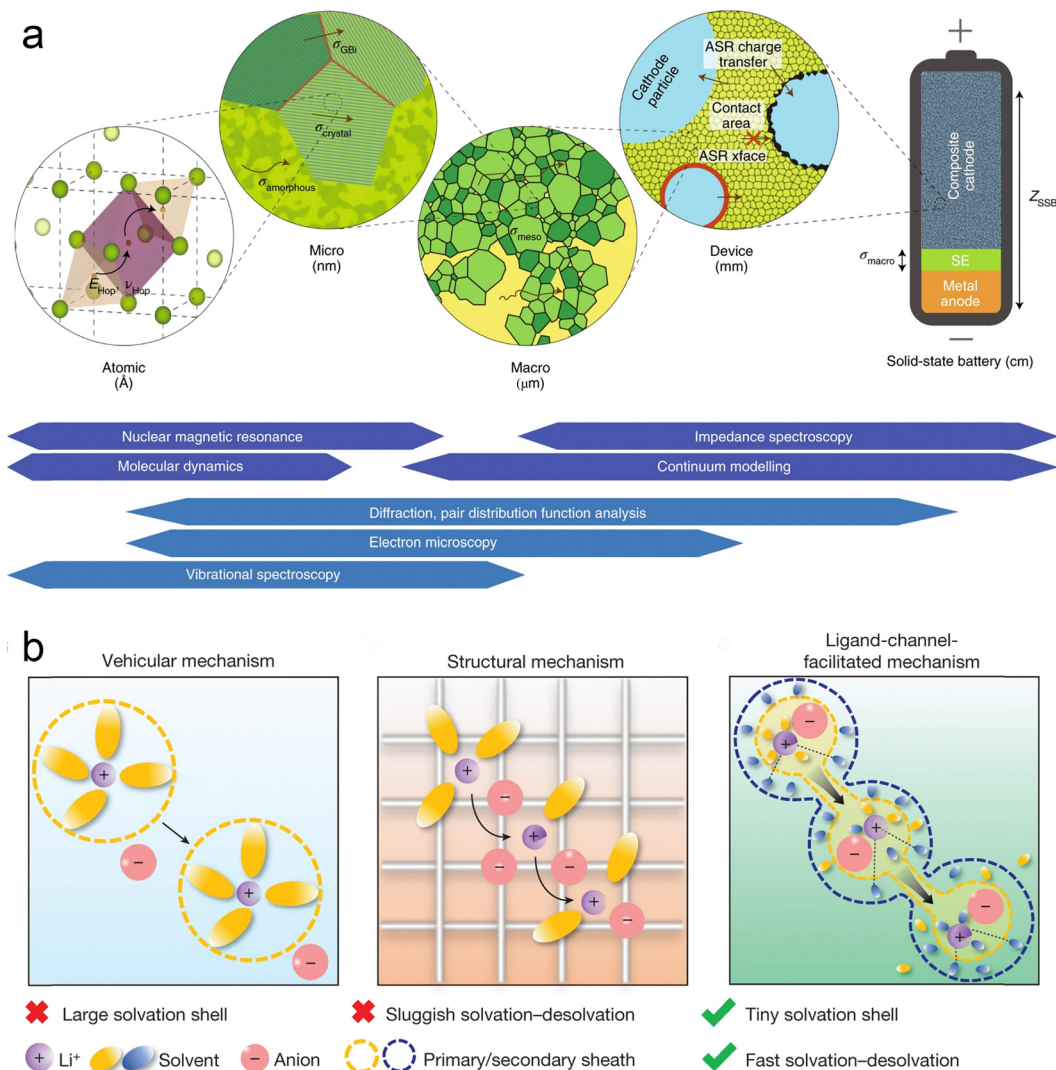 a
σGBi
σcrystal
σamorphous
Micro
(nm)
EHop, νHop
Atomic
(Å)
σmeso
Macro
(μm)
Cathode
particle
ASR charge
transfer
Contact
area
ASR xface
Device
(mm)
+
Composite
cathode
ZSSB
σmacro
SE
Metal
anode
−
Solid-state battery (cm)
Nuclear magnetic resonance
Impedance spectroscopy
Molecular dynamics
Continuum modelling
Diffraction, pair distribution function analysis
Electron microscopy
Vibrational spectroscopy
b
Vehicular mechanism
Structural mechanism
Ligand-channel-
facilitated mechanism
+
−
+
−
+
−
+
−
−
+
−
−
+
−
+
−
+
Large solvation shell
Sluggish solvation–desolvation
Tiny solvation shell
+ Li⁺
Solvent
− Anion
Primary/secondary sheath
Fast solvation–desolvation